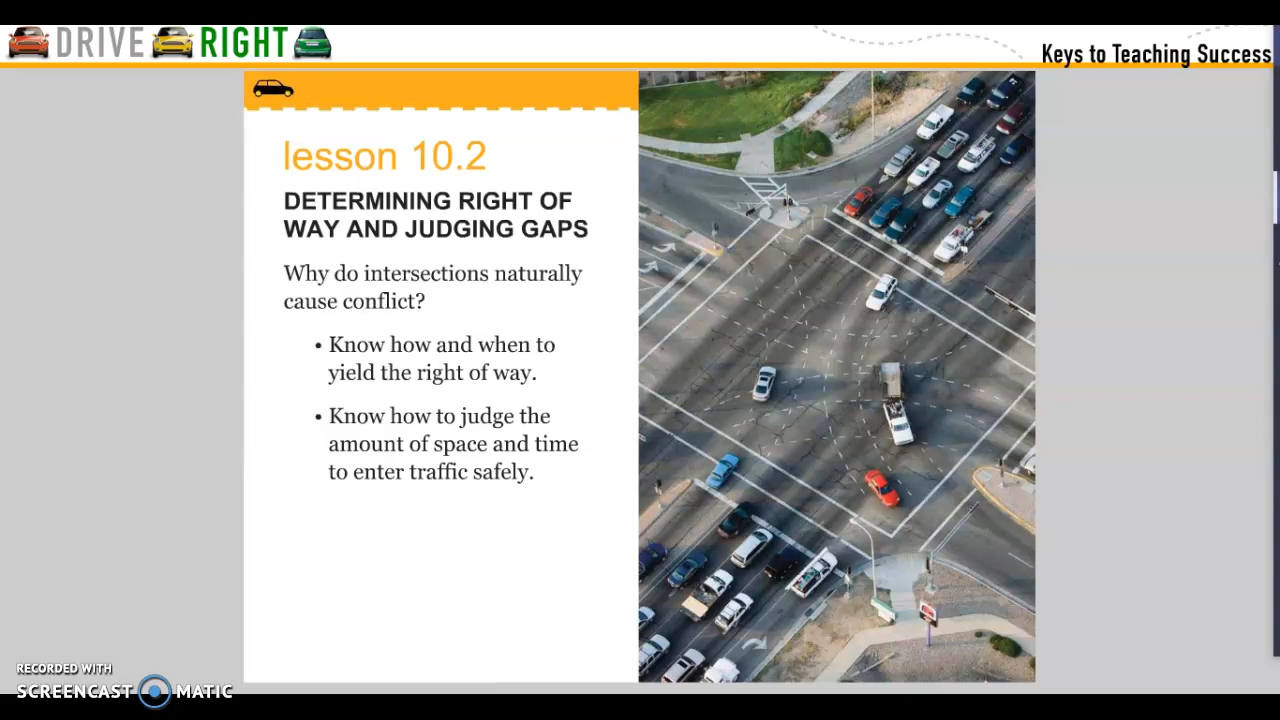 DRIVE RIGHT
Keys to Teaching Success
lesson 10.2
DETERMINING RIGHT OF
WAY AND JUDGING GAPS
Why do intersections naturally
cause conflict?
• Know how and when to
yield the right of way.
• Know how to judge the
amount of space and time
to enter traffic safely.
RECORDED WITH
SCREENCAST MATIC